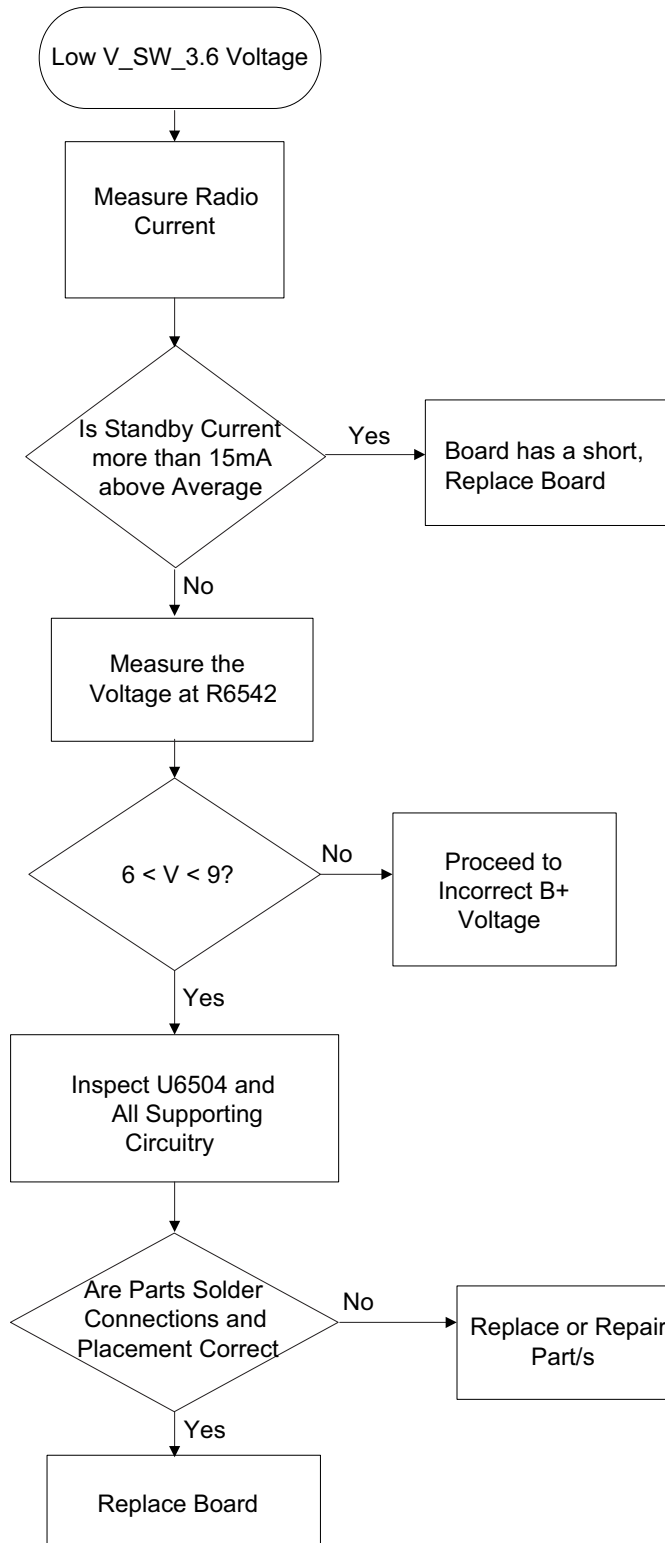 Low V_SW_3.6 Voltage
Measure Radio
Current
Is Standby Current
more than 15mA
above Average
Yes
Board has a short,
Replace Board
No
Measure the
Voltage at R6542
6 < V < 9?
No
Proceed to
Incorrect B+
Voltage
Yes
Inspect U6504 and
All Supporting
Circuitry
Are Parts Solder
Connections and
Placement Correct
No
Replace or Repair
Part/s
Yes
Replace Board